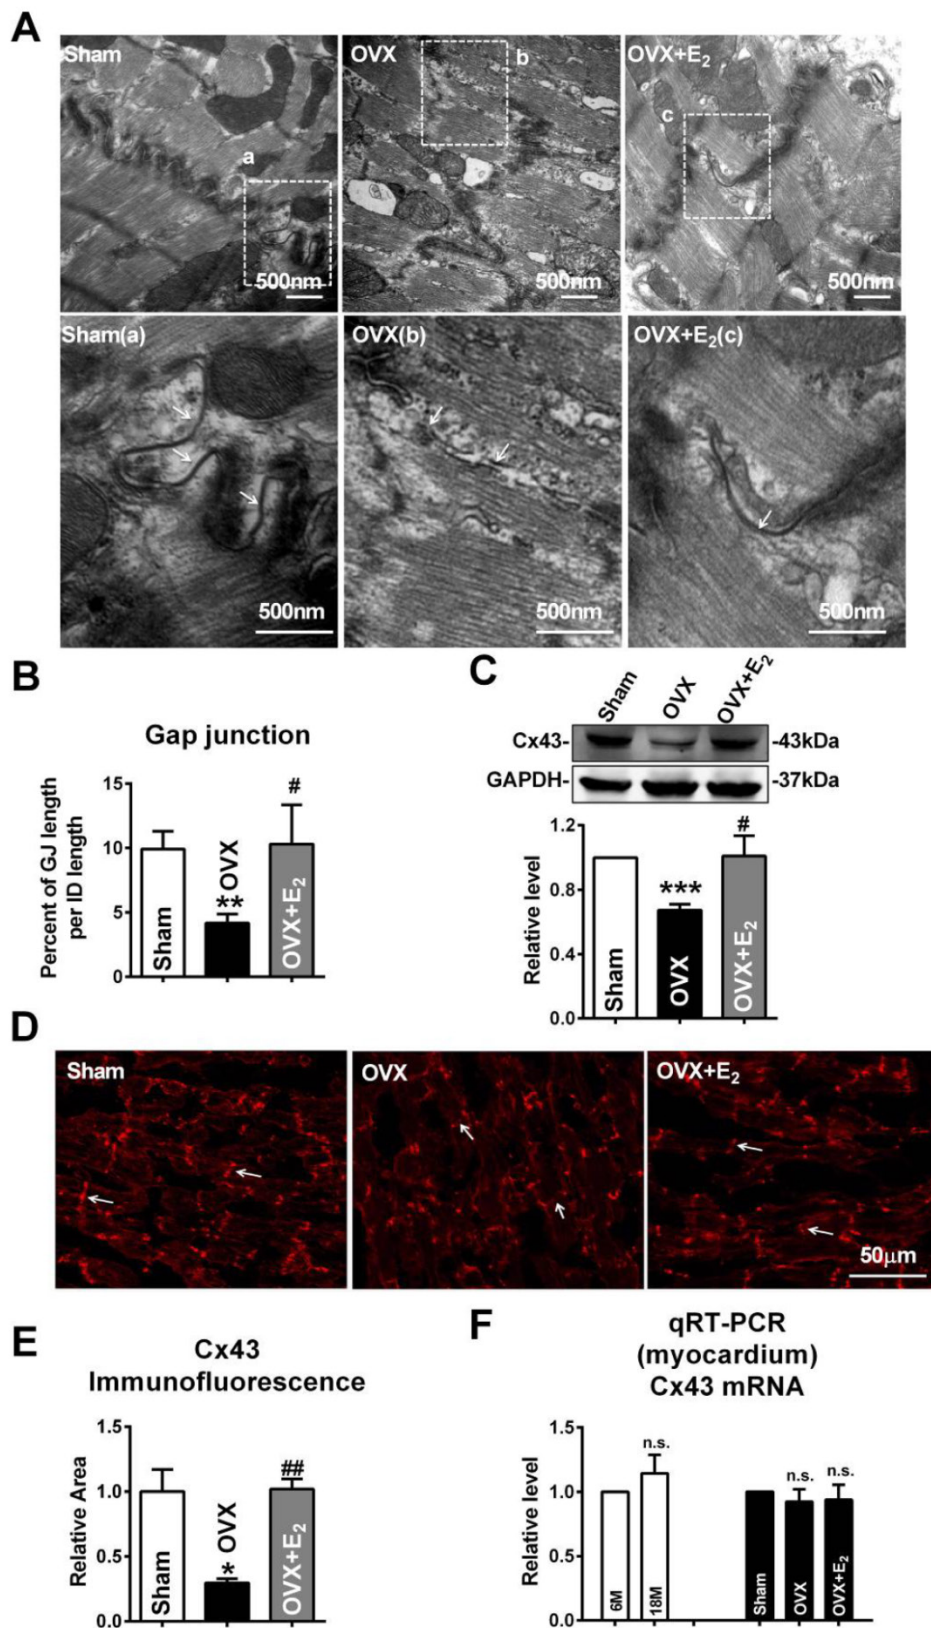 A
Sham
OVX
OVX+E₂
a
b
c
500nm
500nm
500nm
Sham(a)
OVX(b)
OVX+E₂(c)
500nm
500nm
500nm
B
Gap junction
Percent of GJ length
per ID length
15
10
5
0
Sham
** OVX
# OVX+E₂
C
Sham
OVX
OVX+E₂
Cx43-
-43kDa
GAPDH-
-37kDa
Relative level
1.2
0.8
0.4
0.0
Sham
*** OVX
# OVX+E₂
D
Sham
OVX
OVX+E₂
50μm
E
Cx43
Immunofluorescence
Relative Area
1.5
1.0
0.5
0.0
Sham
* OVX
## OVX+E₂
F
qRT-PCR
(myocardium)
Cx43 mRNA
Relative level
1.5
1.0
0.5
0.0
n.s.
n.s.
n.s.
6M
18M
Sham
OVX
OVX+E₂